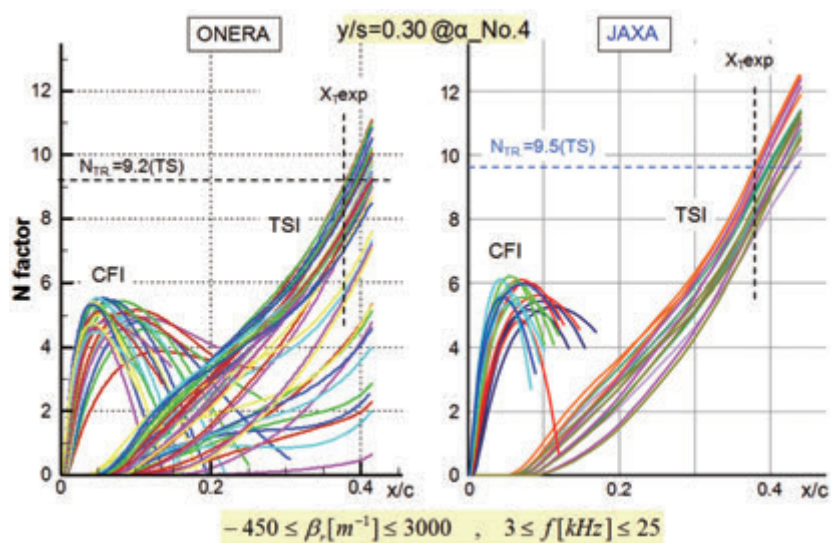 ONERA
y/s=0.30 @α_No.4
JAXA
12
10
8
6
4
2
0
N factor
X_Texp
N_TR=9.2(TS)
TSI
CFI
0
0.2
0.4
x/c
12
10
8
6
4
2
0
X_Texp
N_TR=9.5(TS)
TSI
CFI
0
0.2
0.4
x/c
−450 ≤ β_r[m⁻¹] ≤ 3000 , 3 ≤ f[kHz] ≤ 25